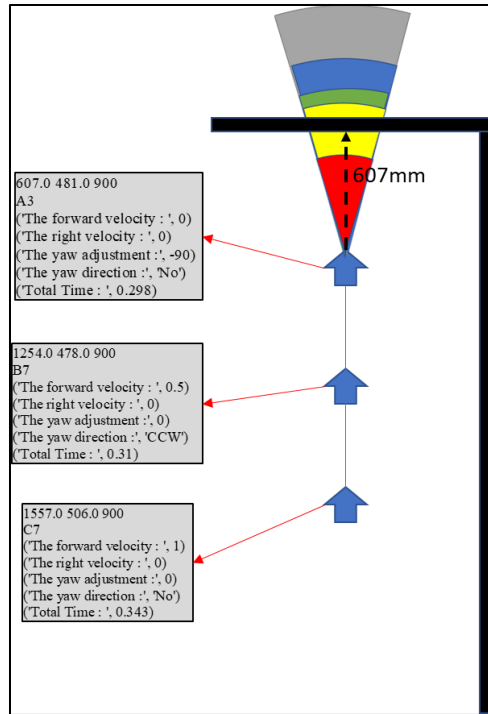 607mm
607.0 481.0 900
A3
('The forward velocity : ', 0)
('The right velocity : ', 0)
('The yaw adjustment :', -90)
('The yaw direction :', 'No')
('Total Time : ', 0.298)
1254.0 478.0 900
B7
('The forward velocity : ', 0.5)
('The right velocity : ', 0)
('The yaw adjustment :', 0)
('The yaw direction :', 'CCW')
('Total Time : ', 0.31)
1557.0 506.0 900
C7
('The forward velocity : ', 1)
('The right velocity : ', 0)
('The yaw adjustment :', 0)
('The yaw direction :', 'No')
('Total Time : ', 0.343)